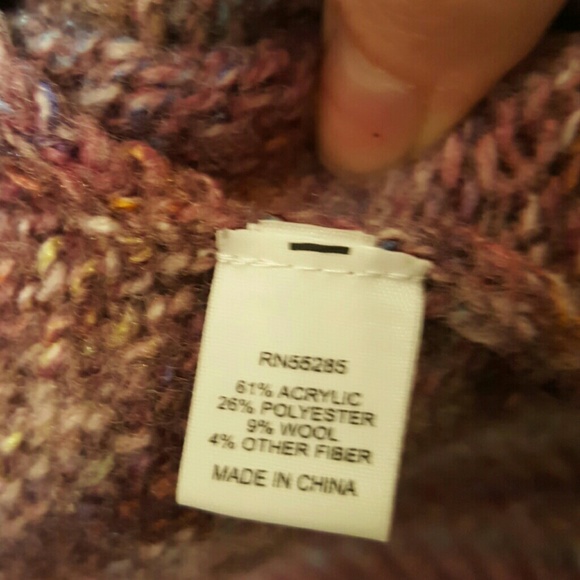 RN55285
61% ACRYLIC
26% POLYESTER
9% WOOL
4% OTHER FIBER
MADE IN CHINA